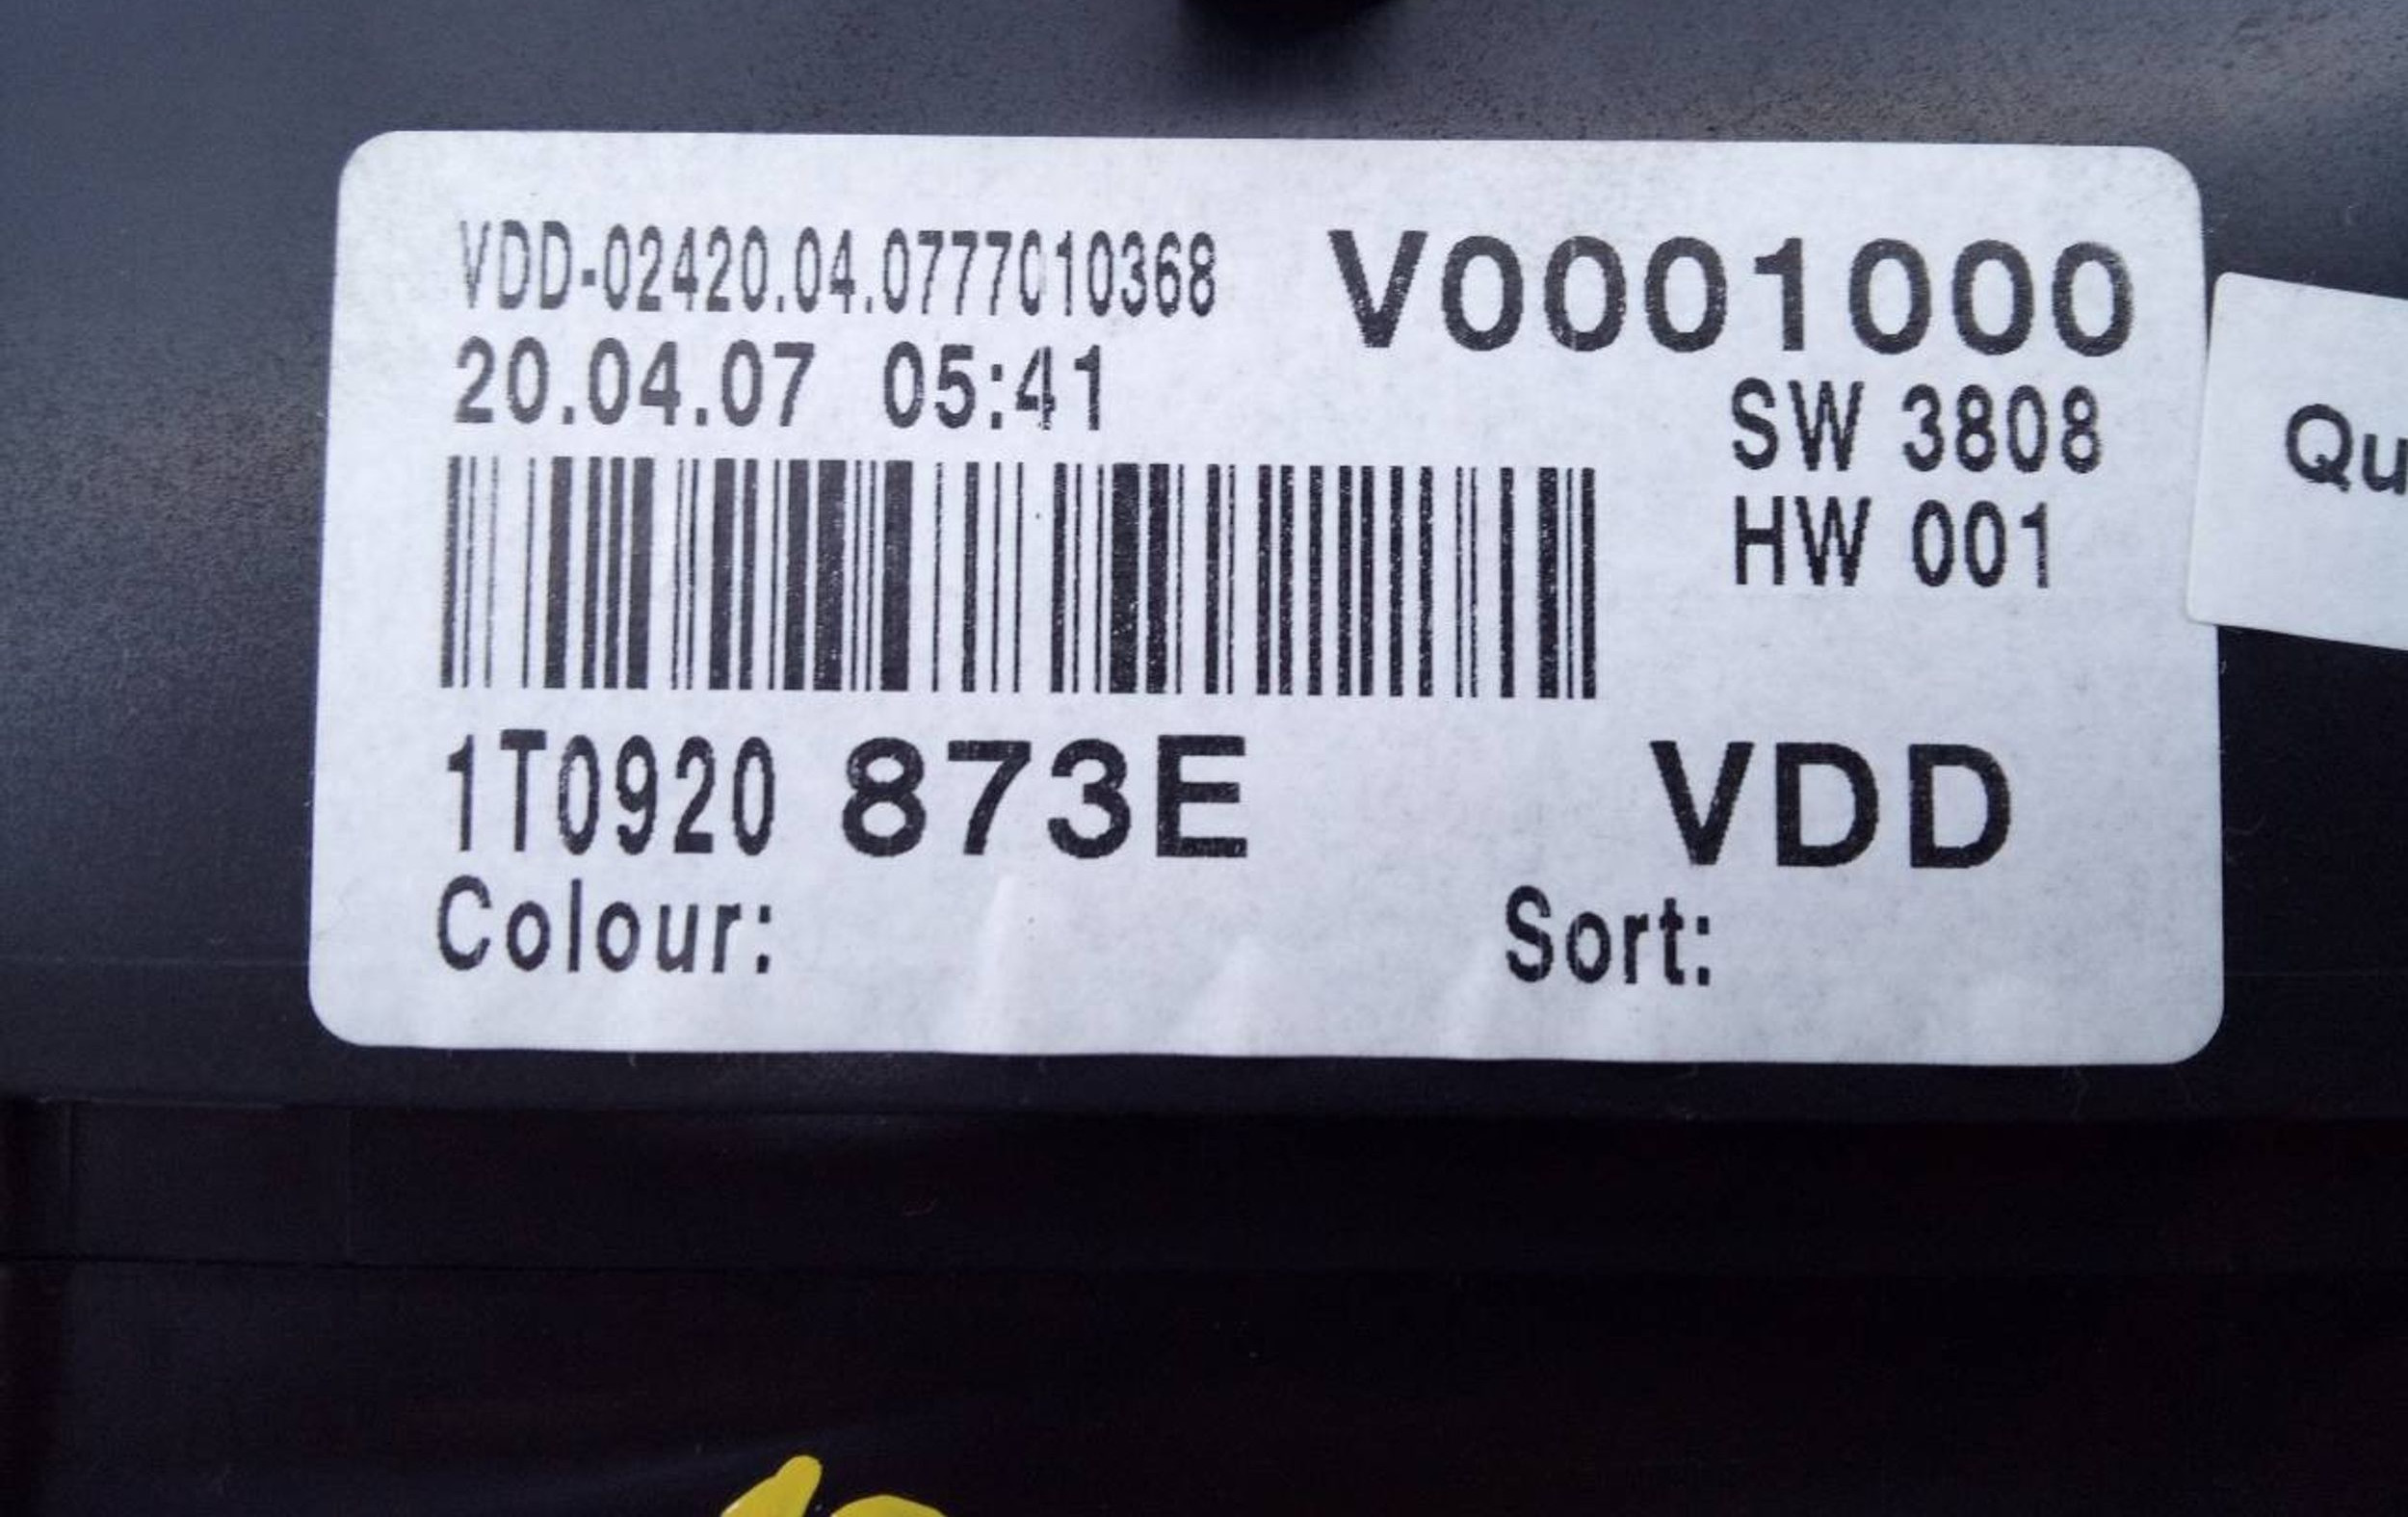 VDD-02420.04.0777010368 V0001000
20.04.07 05:41
SW 3808
HW 001
1T0920 873E VDD
Colour: Sort:
Qu